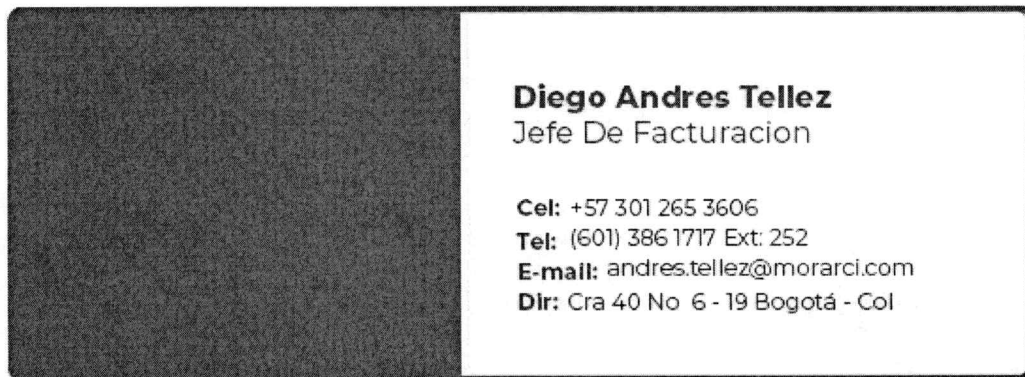 Diego Andres Tellez
Jefe De Facturacion
Cel: +57 301 265 3606
Tel: (601) 386 1717 Ext: 252
E-mail: andres.tellez@morarci.com
Dir: Cra 40 No 6 - 19 Bogotá - Col